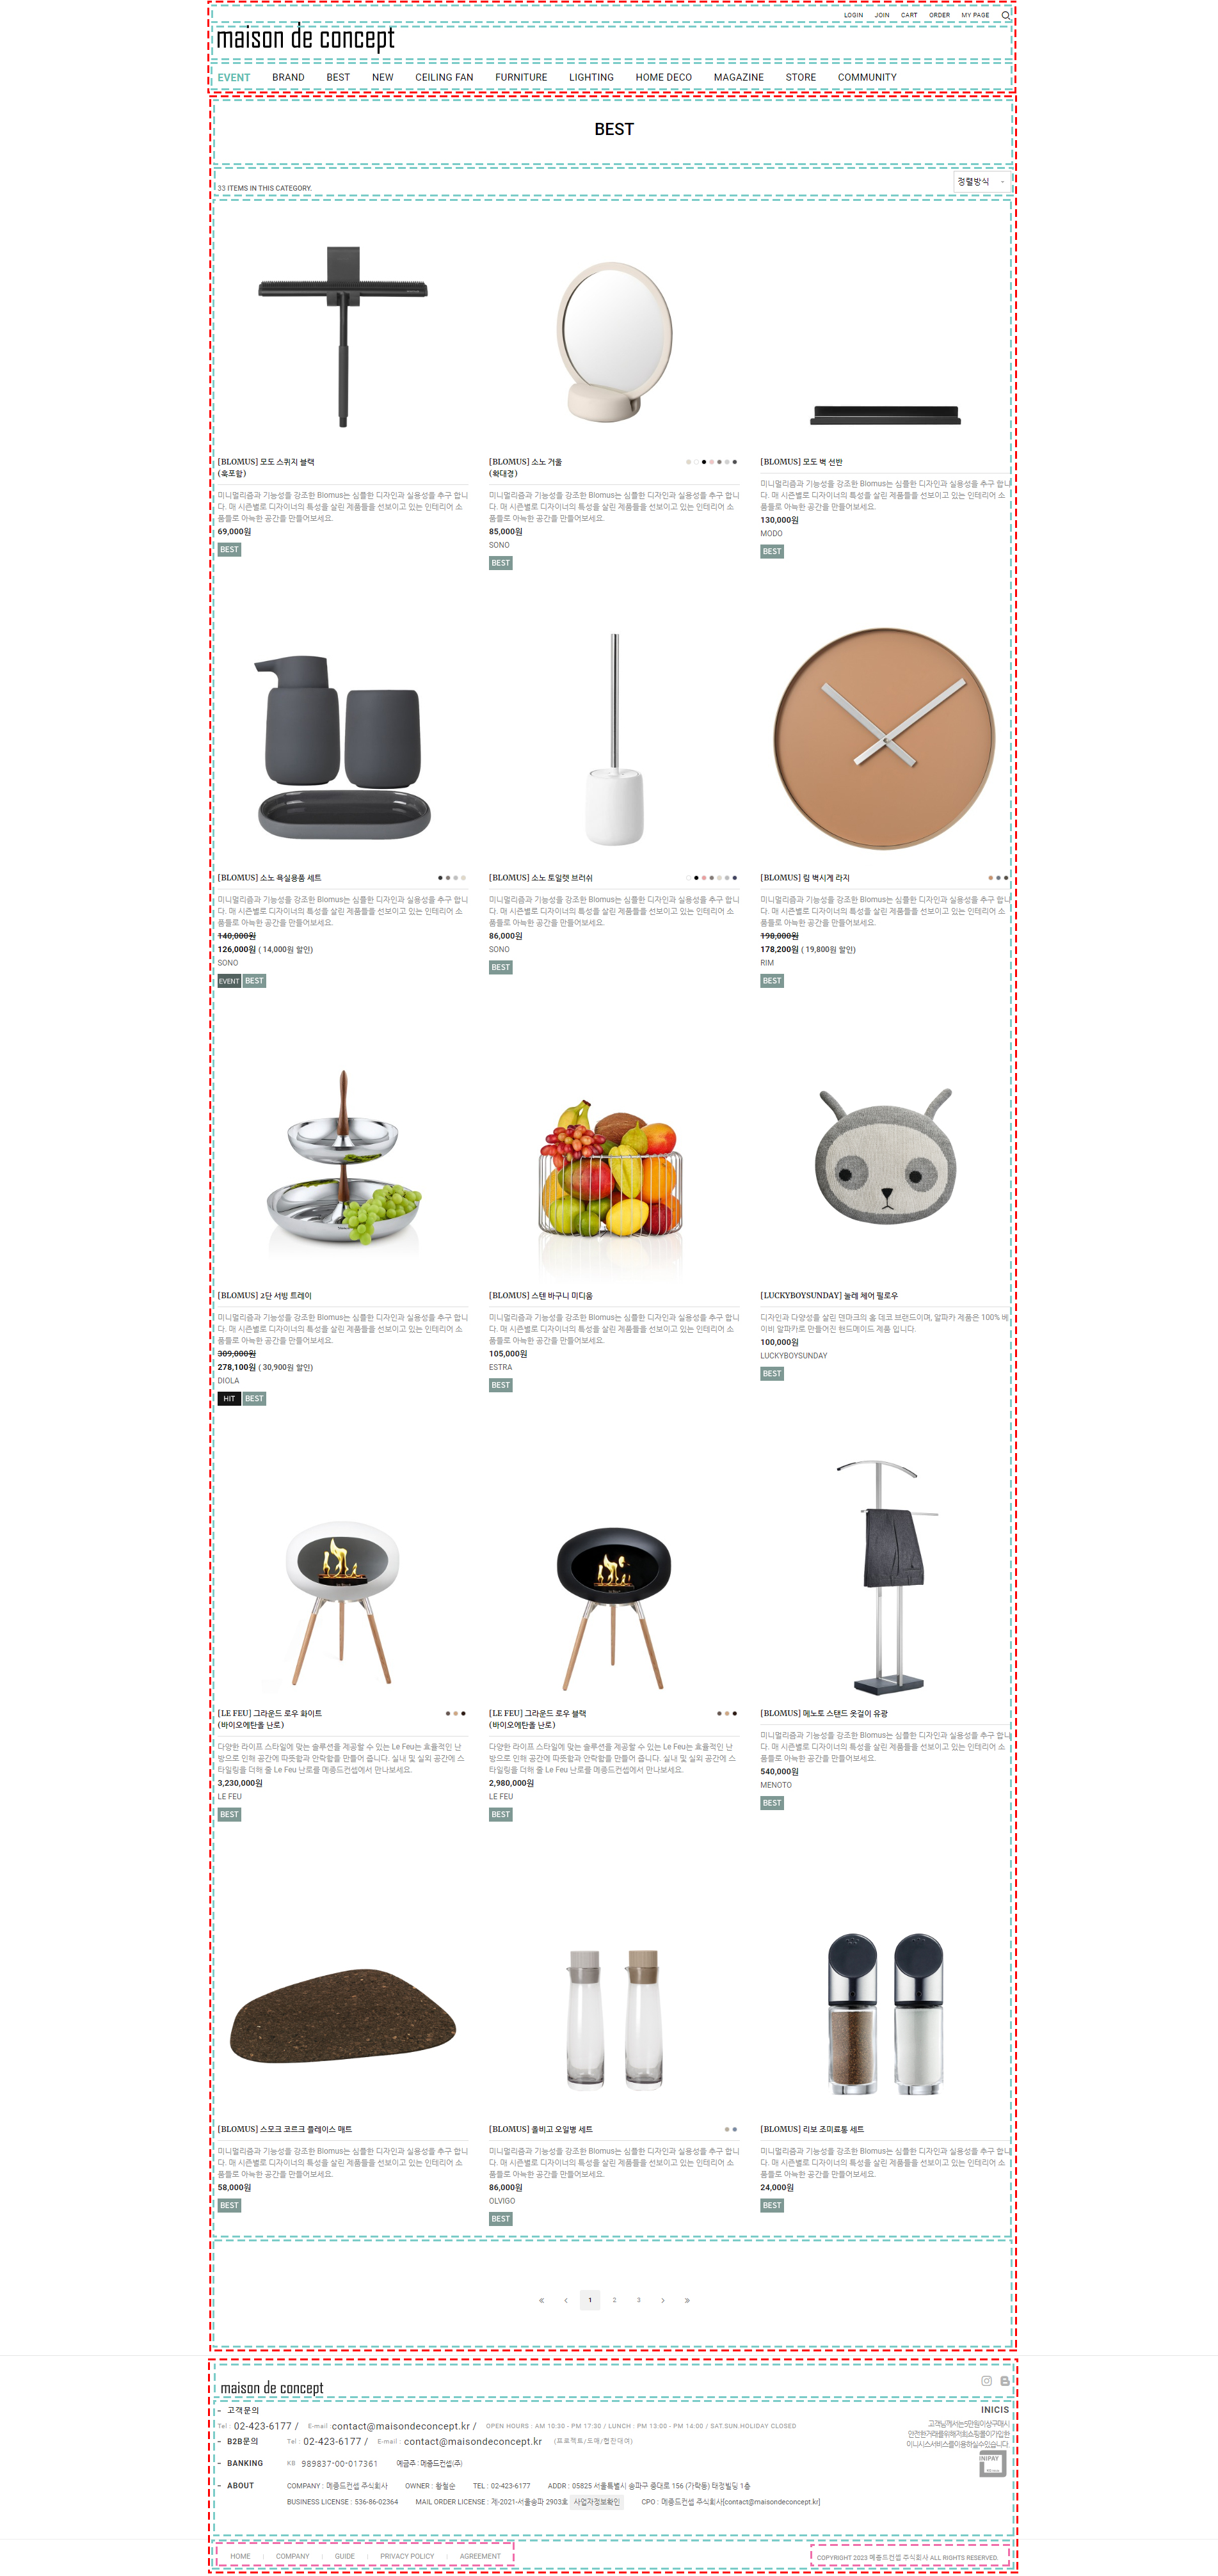 LOGIN JOIN CART ORDER MY PAGE
maison de concept
EVENT BRAND BEST NEW CEILING FAN FURNITURE LIGHTING HOME DECO MAGAZINE STORE COMMUNITY
BEST
33 ITEMS IN THIS CATEGORY.
정렬방식
[BLOMUS] 모도 스퀴지 블랙
(훅포함)
미니멀리즘과 기능성을 강조한 Blomus는 심플한 디자인과 실용성을 추구 합니
다. 매 시즌별로 디자이너의 특성을 살린 제품들을 선보이고 있는 인테리어 소
품들로 아늑한 공간을 만들어보세요.
69,000원
BEST
[BLOMUS] 소노 거울
(확대경)
미니멀리즘과 기능성을 강조한 Blomus는 심플한 디자인과 실용성을 추구 합니
다. 매 시즌별로 디자이너의 특성을 살린 제품들을 선보이고 있는 인테리어 소
품들로 아늑한 공간을 만들어보세요.
85,000원
SONO
BEST
[BLOMUS] 모도 벽 선반
미니멀리즘과 기능성을 강조한 Blomus는 심플한 디자인과 실용성을 추구 합니
다. 매 시즌별로 디자이너의 특성을 살린 제품들을 선보이고 있는 인테리어 소
품들로 아늑한 공간을 만들어보세요.
130,000원
MODO
BEST
[BLOMUS] 소노 욕실용품 세트
미니멀리즘과 기능성을 강조한 Blomus는 심플한 디자인과 실용성을 추구 합니
다. 매 시즌별로 디자이너의 특성을 살린 제품들을 선보이고 있는 인테리어 소
품들로 아늑한 공간을 만들어보세요.
140,000원
126,000원 ( 14,000원 할인)
SONO
EVENT BEST
[BLOMUS] 소노 토일렛 브러쉬
미니멀리즘과 기능성을 강조한 Blomus는 심플한 디자인과 실용성을 추구 합니
다. 매 시즌별로 디자이너의 특성을 살린 제품들을 선보이고 있는 인테리어 소
품들로 아늑한 공간을 만들어보세요.
86,000원
SONO
BEST
[BLOMUS] 림 벽시계 라지
미니멀리즘과 기능성을 강조한 Blomus는 심플한 디자인과 실용성을 추구 합니
다. 매 시즌별로 디자이너의 특성을 살린 제품들을 선보이고 있는 인테리어 소
품들로 아늑한 공간을 만들어보세요.
198,000원
178,200원 ( 19,800원 할인)
RIM
BEST
[BLOMUS] 2단 서빙 트레이
미니멀리즘과 기능성을 강조한 Blomus는 심플한 디자인과 실용성을 추구 합니
다. 매 시즌별로 디자이너의 특성을 살린 제품들을 선보이고 있는 인테리어 소
품들로 아늑한 공간을 만들어보세요.
309,000원
278,100원 ( 30,900원 할인)
DIOLA
HIT BEST
[BLOMUS] 스텐 바구니 미디움
미니멀리즘과 기능성을 강조한 Blomus는 심플한 디자인과 실용성을 추구 합니
다. 매 시즌별로 디자이너의 특성을 살린 제품들을 선보이고 있는 인테리어 소
품들로 아늑한 공간을 만들어보세요.
105,000원
ESTRA
BEST
[LUCKYBOYSUNDAY] 눌레 체어 필로우
디자인과 다양성을 살린 덴마크의 홈 데코 브랜드이며, 알파카 제품은 100% 베
이비 알파카로 만들어진 핸드메이드 제품 입니다.
100,000원
LUCKYBOYSUNDAY
BEST
[LE FEU] 그라운드 로우 화이트
(바이오에탄올 난로)
다양한 라이프 스타일에 맞는 솔루션을 제공할 수 있는 Le Feu는 효율적인 난
방으로 인해 공간에 따뜻함과 안락함을 만들어 줍니다. 실내 및 실외 공간에 스
타일링을 더해 줄 Le Feu 난로를 메종드컨셉에서 만나보세요.
3,230,000원
LE FEU
BEST
[LE FEU] 그라운드 로우 블랙
(바이오에탄올 난로)
다양한 라이프 스타일에 맞는 솔루션을 제공할 수 있는 Le Feu는 효율적인 난
방으로 인해 공간에 따뜻함과 안락함을 만들어 줍니다. 실내 및 실외 공간에 스
타일링을 더해 줄 Le Feu 난로를 메종드컨셉에서 만나보세요.
2,980,000원
LE FEU
BEST
[BLOMUS] 메노토 스탠드 옷걸이 유광
미니멀리즘과 기능성을 강조한 Blomus는 심플한 디자인과 실용성을 추구 합니
다. 매 시즌별로 디자이너의 특성을 살린 제품들을 선보이고 있는 인테리어 소
품들로 아늑한 공간을 만들어보세요.
540,000원
MENOTO
BEST
[BLOMUS] 스모크 코르크 플레이스 매트
미니멀리즘과 기능성을 강조한 Blomus는 심플한 디자인과 실용성을 추구 합니
다. 매 시즌별로 디자이너의 특성을 살린 제품들을 선보이고 있는 인테리어 소
품들로 아늑한 공간을 만들어보세요.
58,000원
BEST
[BLOMUS] 올비고 오일병 세트
미니멀리즘과 기능성을 강조한 Blomus는 심플한 디자인과 실용성을 추구 합니
다. 매 시즌별로 디자이너의 특성을 살린 제품들을 선보이고 있는 인테리어 소
품들로 아늑한 공간을 만들어보세요.
86,000원
OLVIGO
BEST
[BLOMUS] 리보 조미료통 세트
미니멀리즘과 기능성을 강조한 Blomus는 심플한 디자인과 실용성을 추구 합니
다. 매 시즌별로 디자이너의 특성을 살린 제품들을 선보이고 있는 인테리어 소
품들로 아늑한 공간을 만들어보세요.
24,000원
BEST
« ‹ 1 2 3 › »
maison de concept
- 고객문의
Tel : 02-423-6177 / E-mail : contact@maisondeconcept.kr / OPEN HOURS : AM 10:30 - PM 17:30 / LUNCH : PM 13:00 - PM 14:00 / SAT.SUN.HOLIDAY CLOSED
- B2B문의 Tel : 02-423-6177 / E-mail : contact@maisondeconcept.kr (프로젝트/도매/협찬대여)
- BANKING KB 989837-00-017361 예금주 : 메종드컨셉(주)
- ABOUT COMPANY : 메종드컨셉 주식회사 OWNER : 황철순 TEL : 02-423-6177 ADDR : 05825 서울특별시 송파구 중대로 156 (가락동) 태정빌딩 1층
BUSINESS LICENSE : 536-86-02364 MAIL ORDER LICENSE : 제-2021-서울송파 2903호 사업자정보확인 CPO : 메종드컨셉 주식회사[contact@maisondeconcept.kr]
INICIS
고객님께서는5만원이상구매시
안전한거래를위해저희쇼핑몰이가입한
이니시스서비스를이용하실수있습니다.
INIPAY
HOME COMPANY GUIDE PRIVACY POLICY AGREEMENT
COPYRIGHT 2023 메종드컨셉 주식회사 ALL RIGHTS RESERVED.